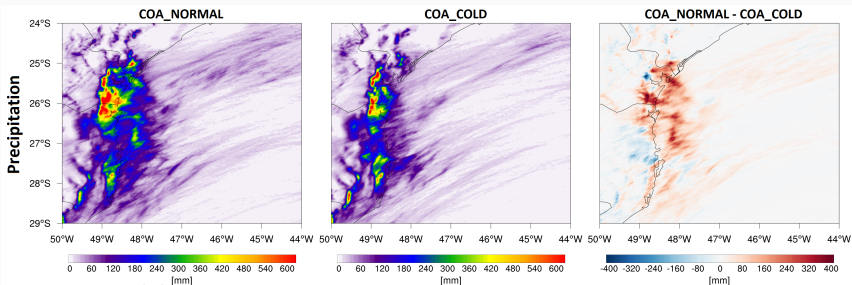 COA_NORMAL
COA_COLD
COA_NORMAL - COA_COLD
Precipitation
24°S
25°S
26°S
27°S
28°S
29°S
50°W 49°W 48°W 47°W 46°W 45°W 44°W
50°W 49°W 48°W 47°W 46°W 45°W 44°W
50°W 49°W 48°W 47°W 46°W 45°W 44°W
0 60 120 180 240 300 360 420 480 540 600
0 60 120 180 240 300 360 420 480 540 600
-400 -320 -240 -160 -80 0 80 160 240 320 400
[mm]
[mm]
[mm]